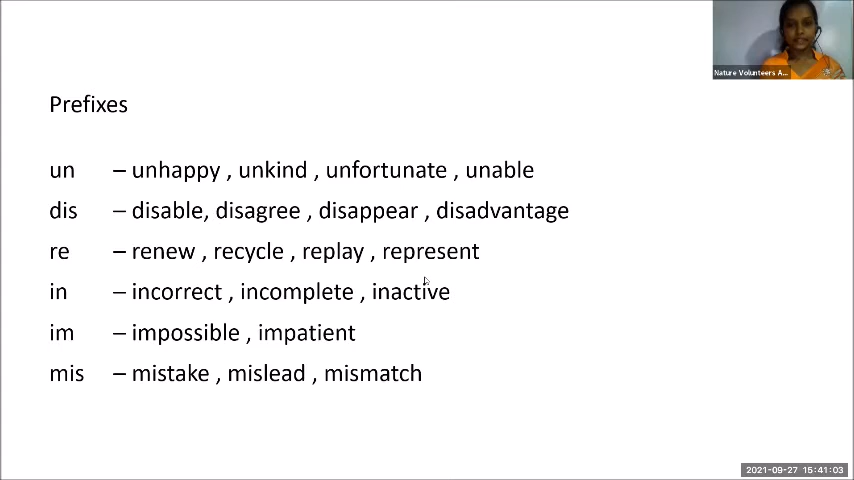 Nature Volunteers A...
Prefixes
un – unhappy , unkind , unfortunate , unable
dis – disable, disagree , disappear , disadvantage
re – renew , recycle , replay , represent
in – incorrect , incomplete , inactive
im – impossible , impatient
mis – mistake , mislead , mismatch
2021-09-27 15:41:03